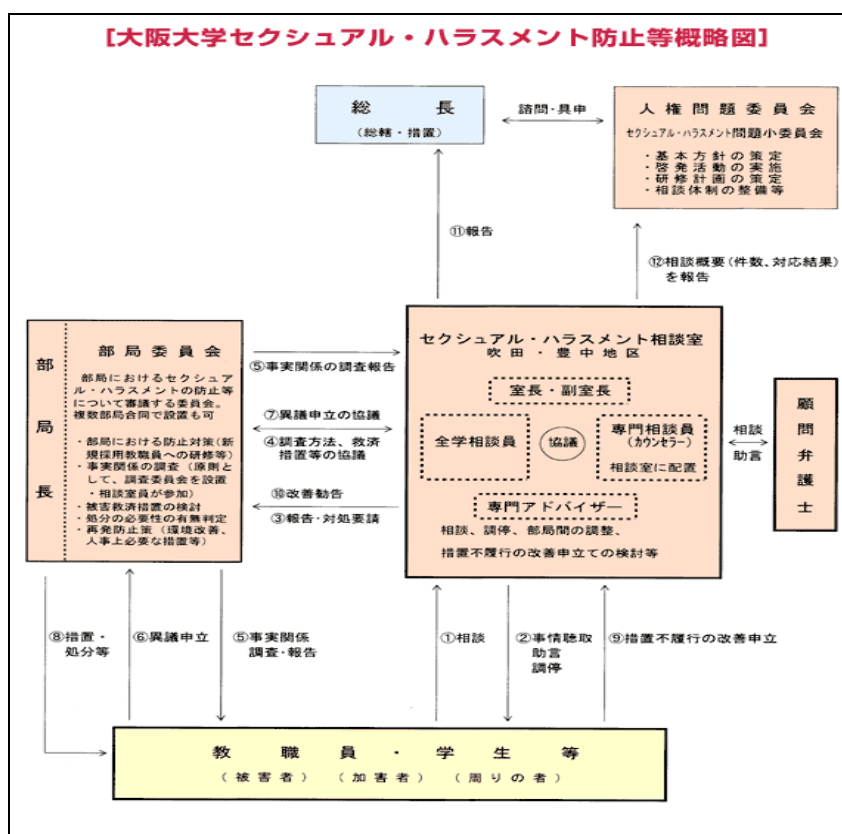 [大阪大学セクシュアル・ハラスメント防止等概略図]
総長
(総轄・措置)
諮問・具申
人権問題委員会
セクシュアル・ハラスメント問題小委員会
・基本方針の策定
・啓発活動の実施
・研修計画の策定
・相談体制の整備等
⑪報告
⑫相談概要(件数、対応結果)
を報告
部局長
部局委員会
部局におけるセクシュア
ル・ハラスメントの防止等
について審議する委員会。
複数部局合同で設置も可
・部局における防止対策(新
規採用教職員への研修等)
・事実関係の調査(原則と
して、調査委員会を設置
・相談室員が参加)
・被害救済措置の検討
・処分の必要性の有無判定
・再発防止策(環境改善、
人事上必要な措置等)
⑤事実関係の調査報告
⑦異議申立の協議
④調査方法、救済
措置等の協議
⑩改善勧告
③報告・対処要請
セクシュアル・ハラスメント相談室
吹田・豊中地区
室長・副室長
全学相談員
協議
専門相談員
(カウンセラー)
相談室に配置
専門アドバイザー
相談、調停、部局間の調整、
措置不履行の改善申立ての検討等
相談
助言
顧問弁護士
⑧措置・
処分等
⑥異議申立
⑤事実関係
調査・報告
①相談
②事情聴取
助言
調停
⑨措置不履行の改善申立
教職員・学生等
(被害者) (加害者) (周りの者)